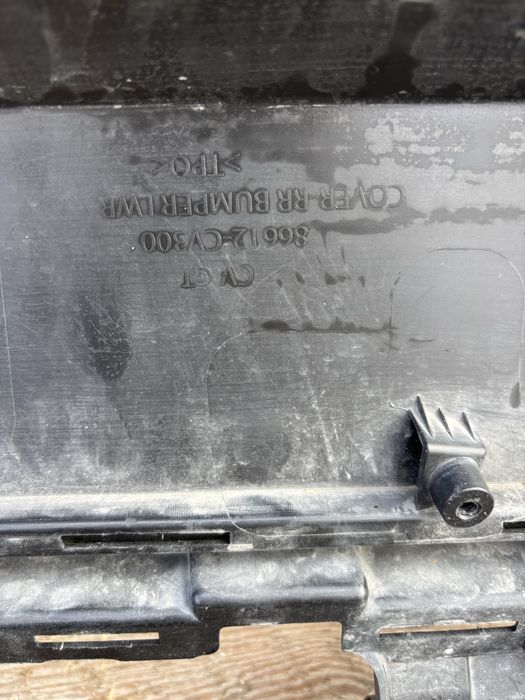 CV GT
86612-CV300
COVER-RR BUMPER LWR
>TPO<